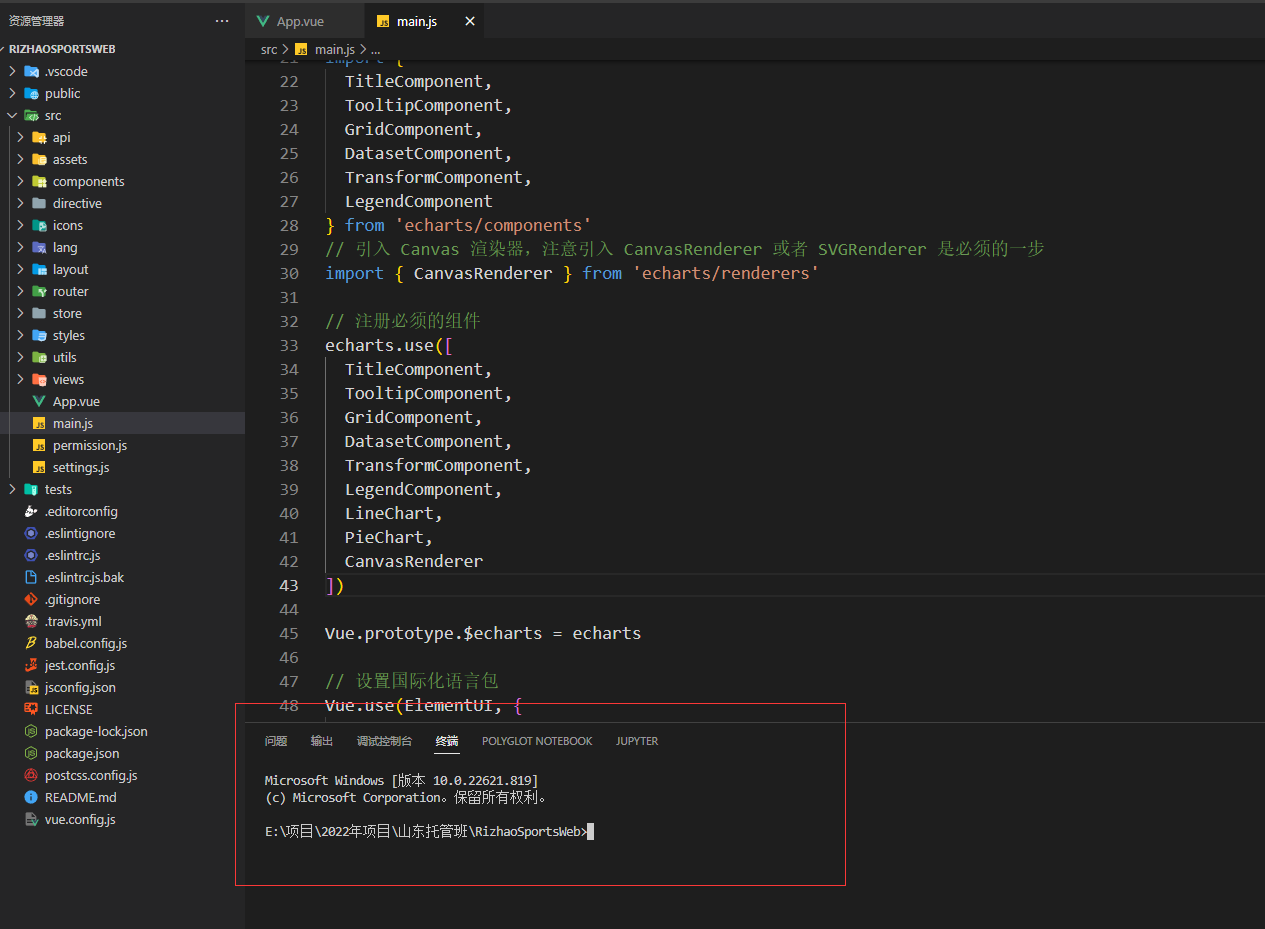 资源管理器
RIZHAOSPORTSWEB
.vscode
public
src
api
assets
components
directive
icons
lang
layout
router
store
styles
utils
views
App.vue
main.js
permission.js
settings.js
tests
.editorconfig
.eslintignore
.eslintrc.js
.eslintrc.js.bak
.gitignore
.travis.yml
babel.config.js
jest.config.js
jsconfig.json
LICENSE
package-lock.json
package.json
postcss.config.js
README.md
vue.config.js
App.vue main.js
src > main.js > ...
21 import {
22 TitleComponent,
23 TooltipComponent,
24 GridComponent,
25 DatasetComponent,
26 TransformComponent,
27 LegendComponent
28 } from 'echarts/components'
29 // 引入 Canvas 渲染器，注意引入 CanvasRenderer 或者 SVGRenderer 是必须的一步
30 import { CanvasRenderer } from 'echarts/renderers'
31
32 // 注册必须的组件
33 echarts.use([
34 TitleComponent,
35 TooltipComponent,
36 GridComponent,
37 DatasetComponent,
38 TransformComponent,
39 LegendComponent,
40 LineChart,
41 PieChart,
42 CanvasRenderer
43 ])
44
45 Vue.prototype.$echarts = echarts
46
47 // 设置国际化语言包
48 Vue.use(ElementUI, {
问题 输出 调试控制台 终端 POLYGLOT NOTEBOOK JUPYTER
Microsoft Windows [版本 10.0.22621.819]
(c) Microsoft Corporation。保留所有权利。
E:\项目\2022年项目\山东托管班\RizhaoSportsWeb>